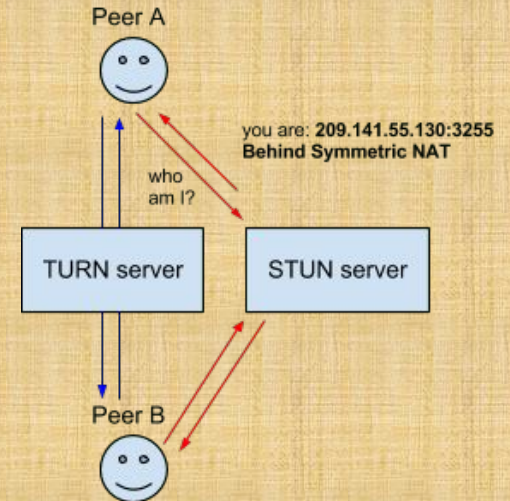 Peer A
you are: 209.141.55.130:3255
Behind Symmetric NAT
who
am I?
TURN server
STUN server
Peer B